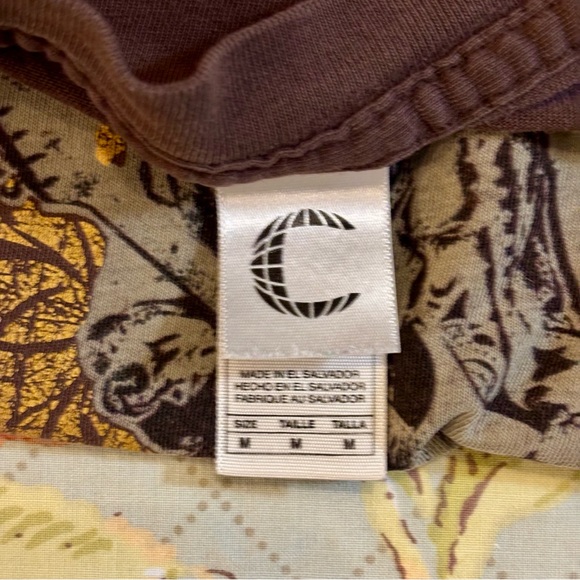 C
MADE IN EL SALVADOR
HECHO EN EL SALVADOR
FABRIQUE AU SALVADOR
SIZE TAILLE TALLA
M M M